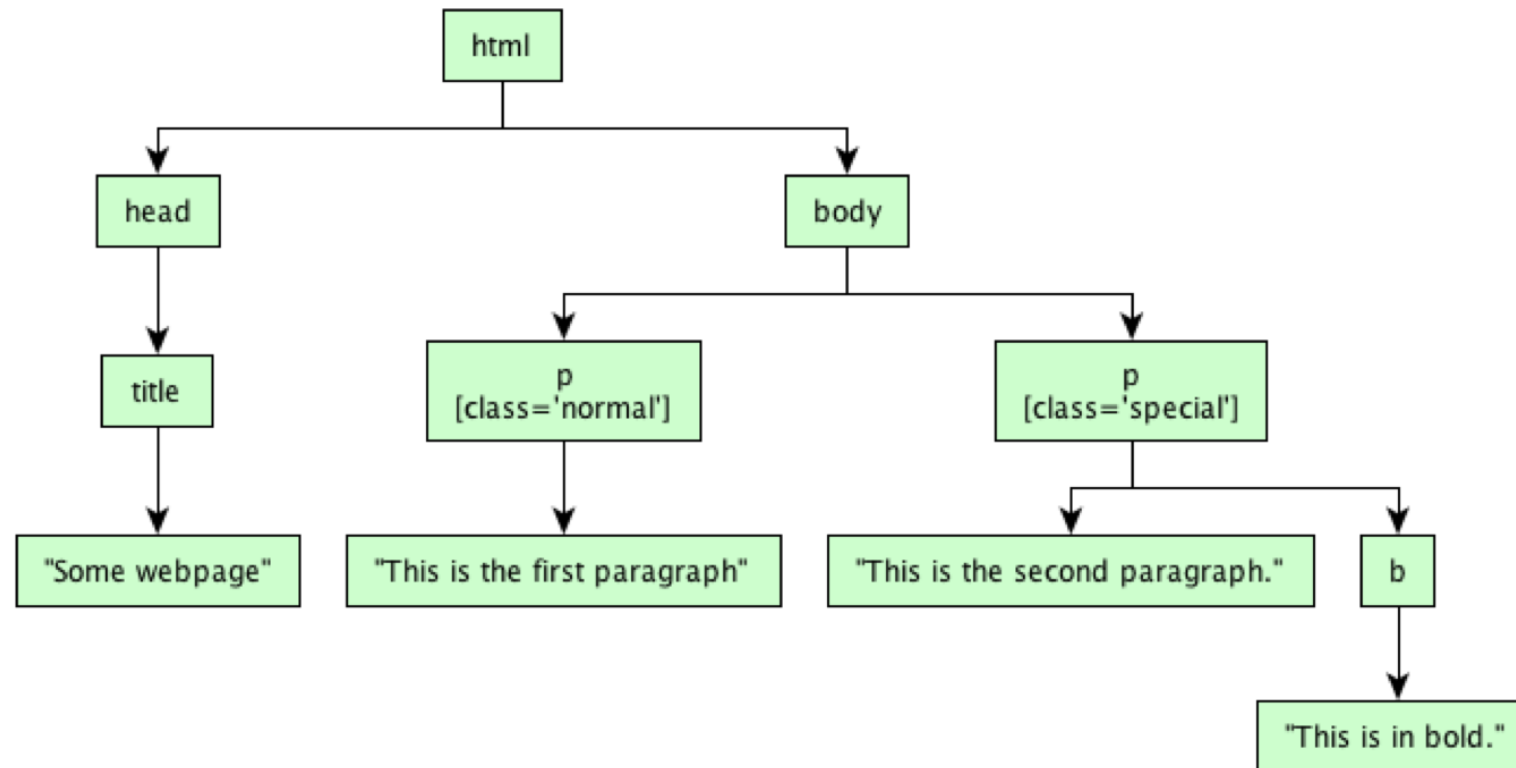 html
head
body
title
p
[class='normal']
p
[class='special']
"Some webpage"
"This is the first paragraph"
"This is the second paragraph."
b
"This is in bold."